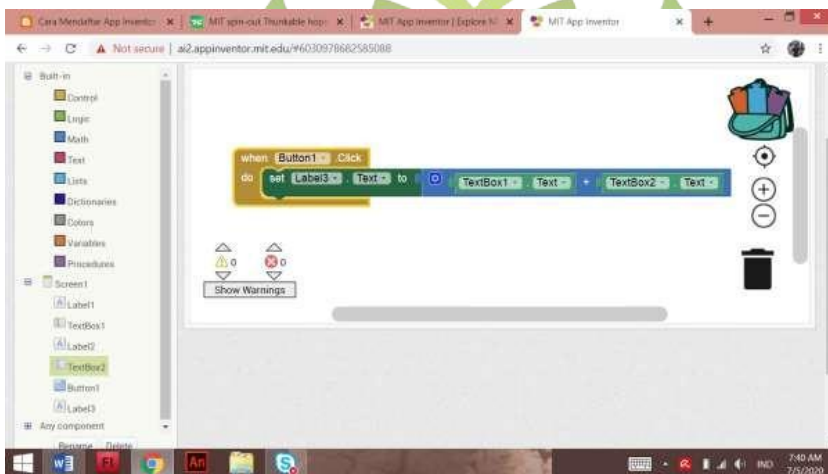 Cara Mendaftar App Inventor
MIT spin-out Thunkable hop
MIT App Inventor | Explore
MIT App Inventor
Not secure | ai2.appinventor.mit.edu/#6030978682585088
Built-in
Control
Logic
Math
Text
Lists
Dictionaries
Colors
Variables
Procedures
Screen1
Label1
TextBox1
Label2
TextBox2
Button1
Label3
Any component
Rename Delete
when Button1 .Click
do set Label3 . Text to TextBox1 . Text + TextBox2 . Text
0 0
Show Warnings
IND 7:40 AM
7/5/2020